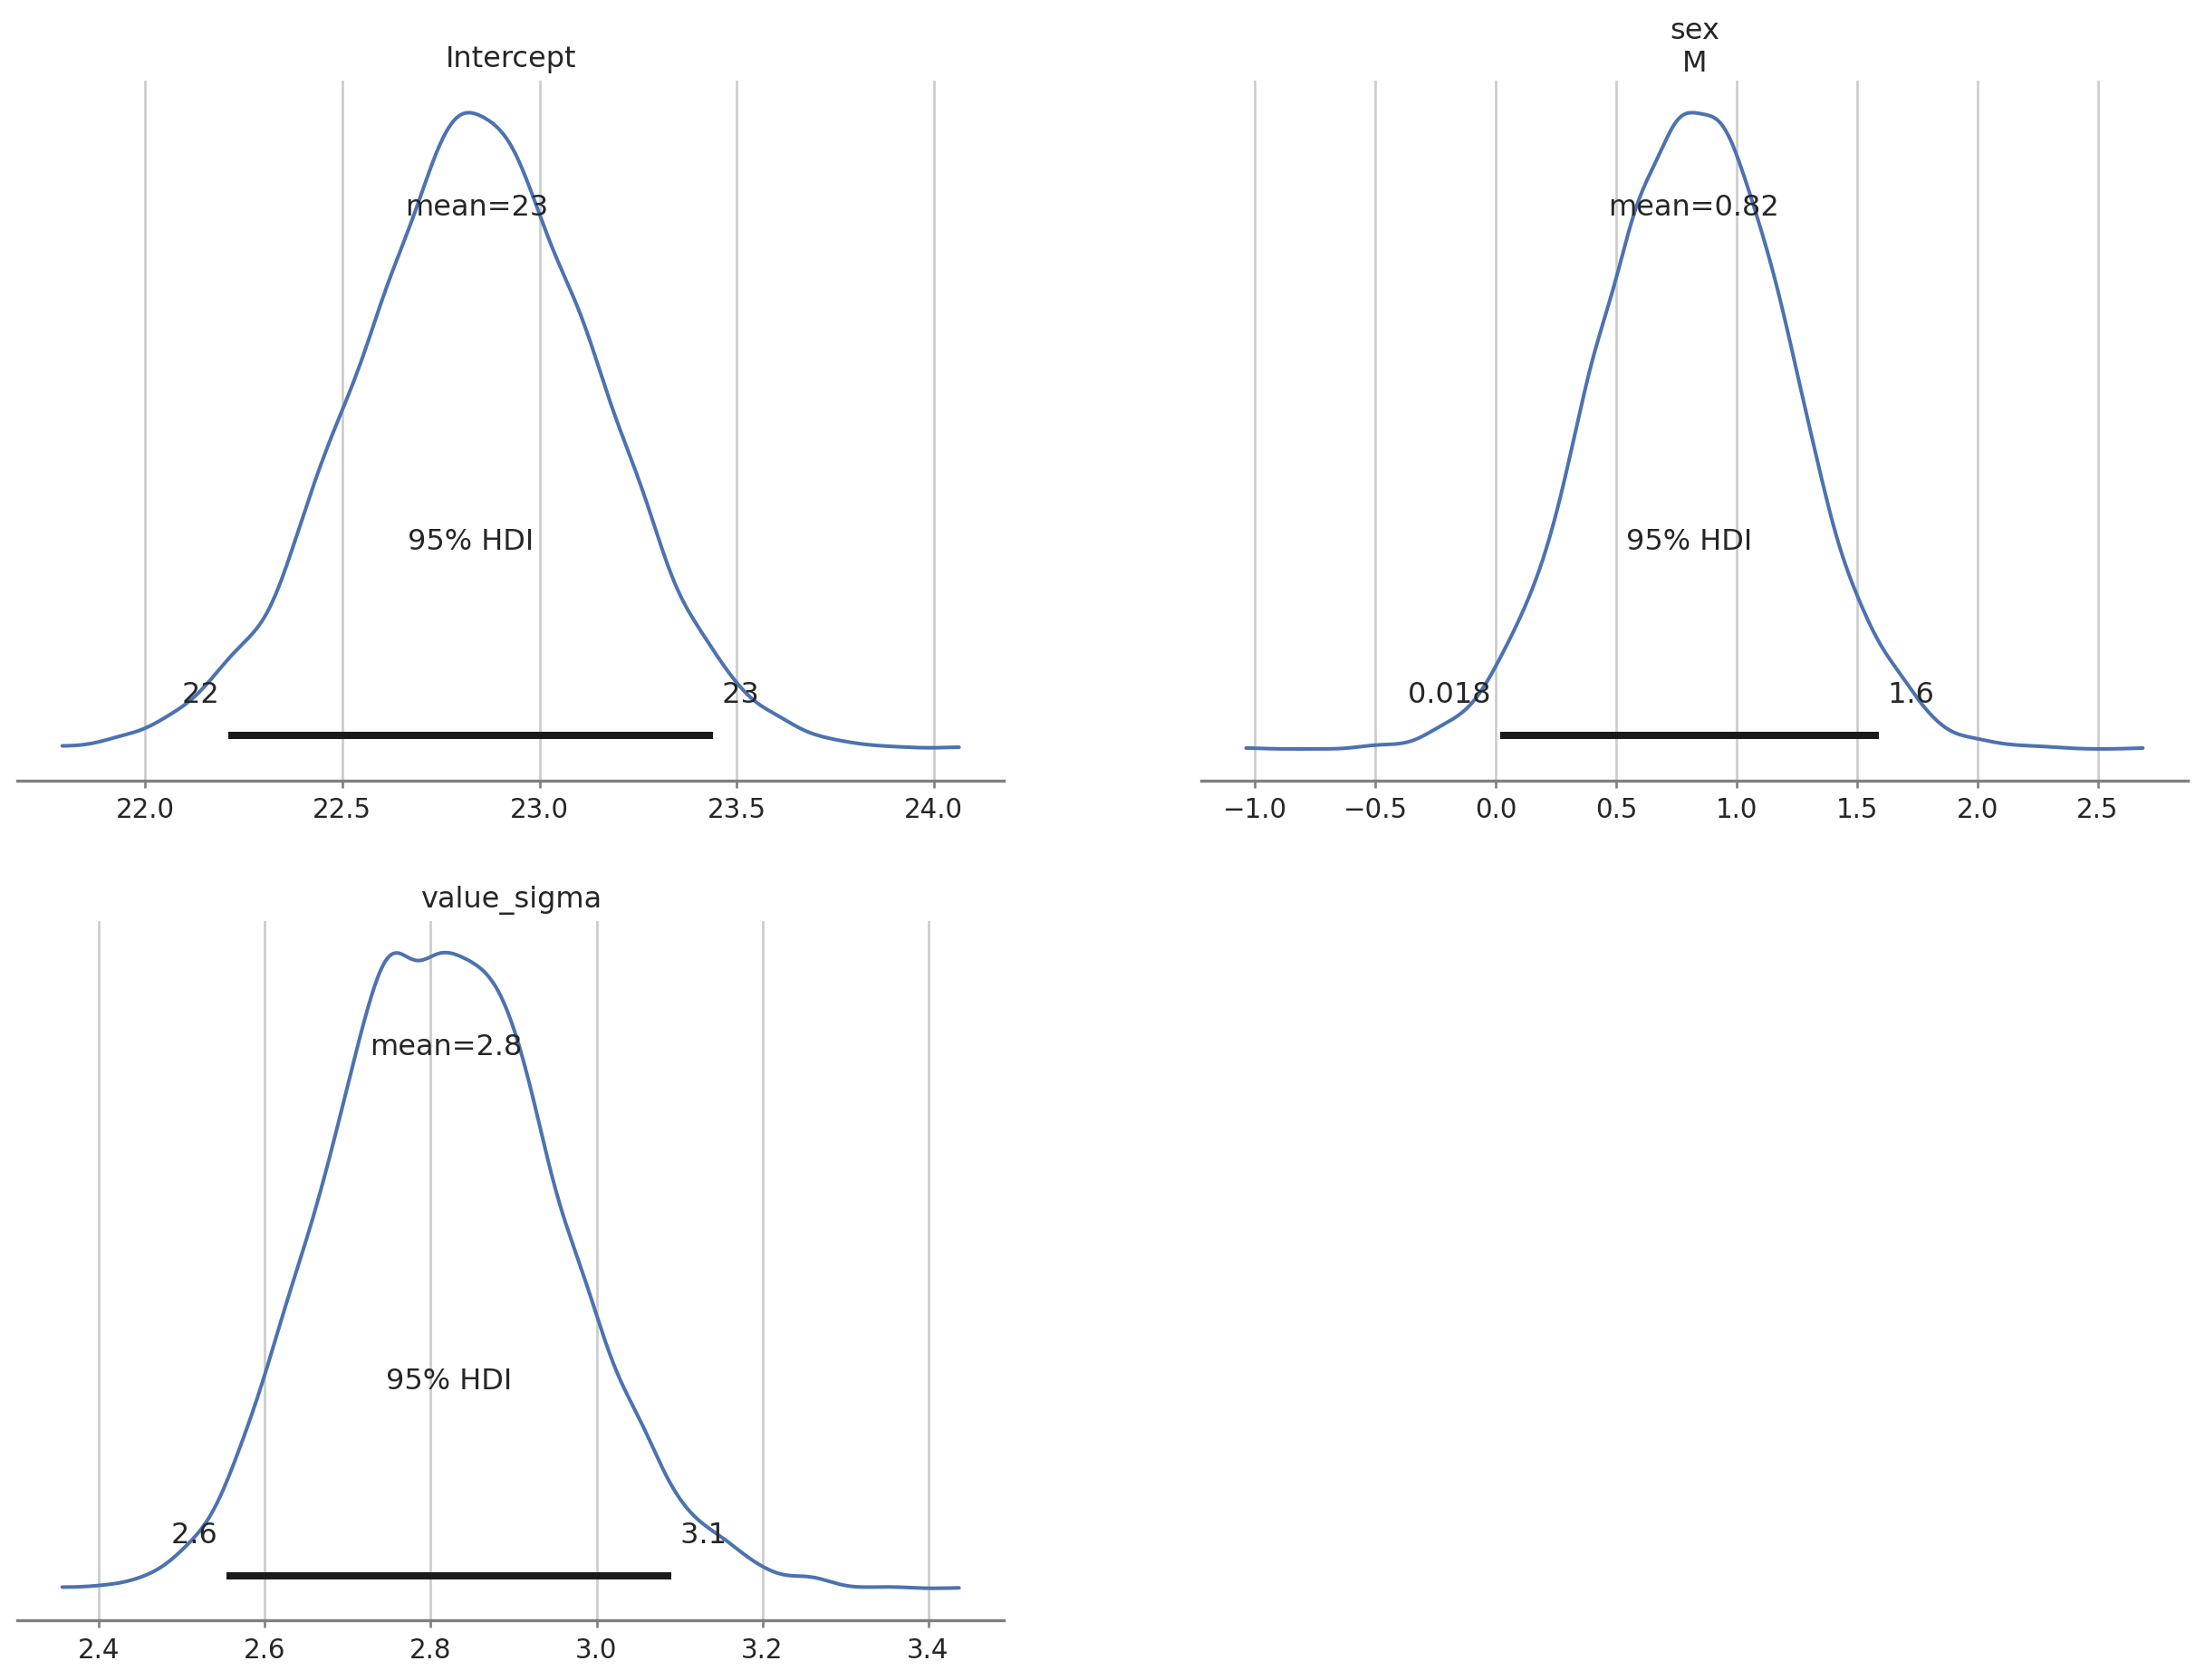 Intercept
mean=23
95% HDI
22
23
22.0 22.5 23.0 23.5 24.0
sex
M
mean=0.82
95% HDI
0.018
1.6
−1.0 −0.5 0.0 0.5 1.0 1.5 2.0 2.5
value_sigma
mean=2.8
95% HDI
2.6
3.1
2.4 2.6 2.8 3.0 3.2 3.4